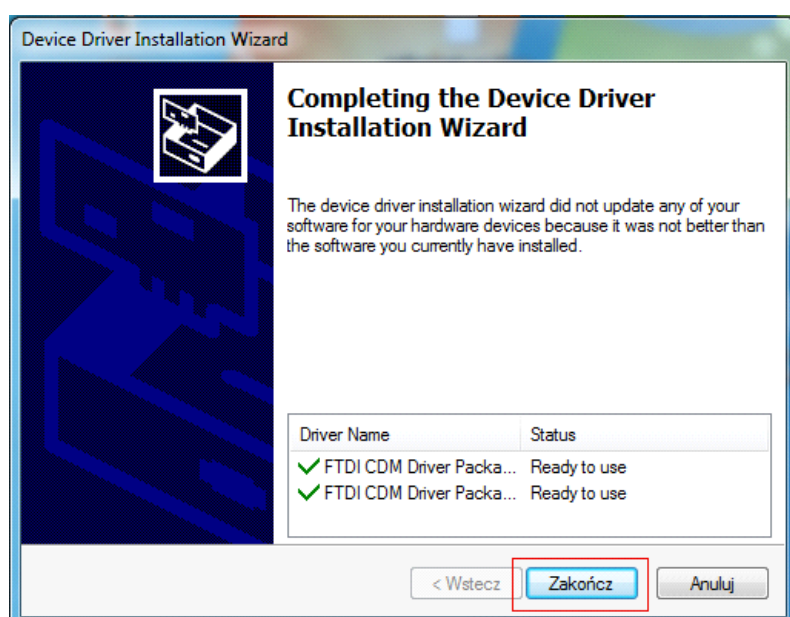 Device Driver Installation Wizard
Completing the Device Driver
Installation Wizard
The device driver installation wizard did not update any of your
software for your hardware devices because it was not better than
the software you currently have installed.
Driver Name Status
FTDI CDM Driver Packa... Ready to use
FTDI CDM Driver Packa... Ready to use
< Wstecz Zakończ Anuluj